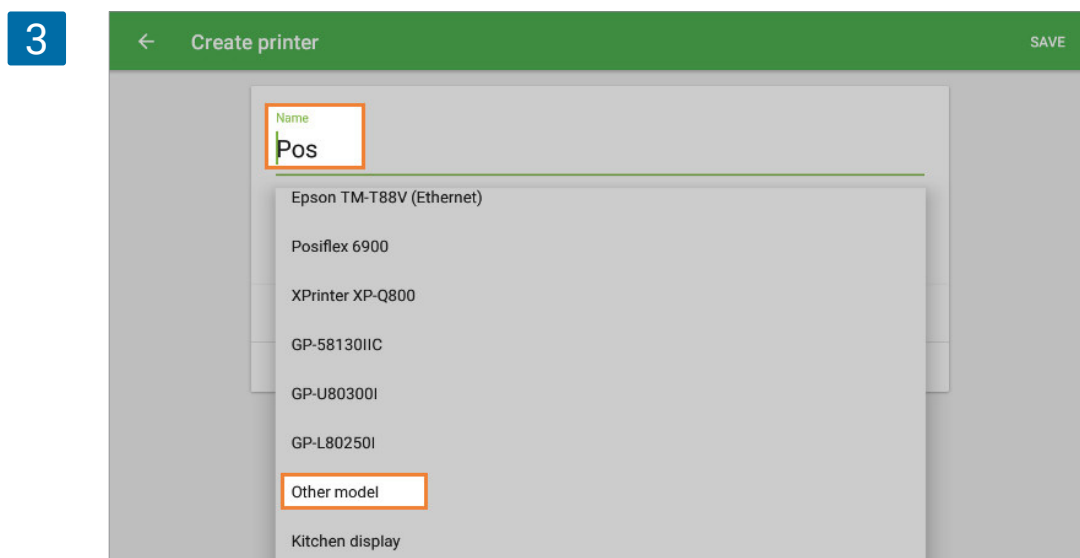 3
Create printer
SAVE
Name
Pos
Epson TM-T88V (Ethernet)
Posiflex 6900
XPrinter XP-Q800
GP-58130IIC
GP-U80300I
GP-L80250I
Other model
Kitchen display